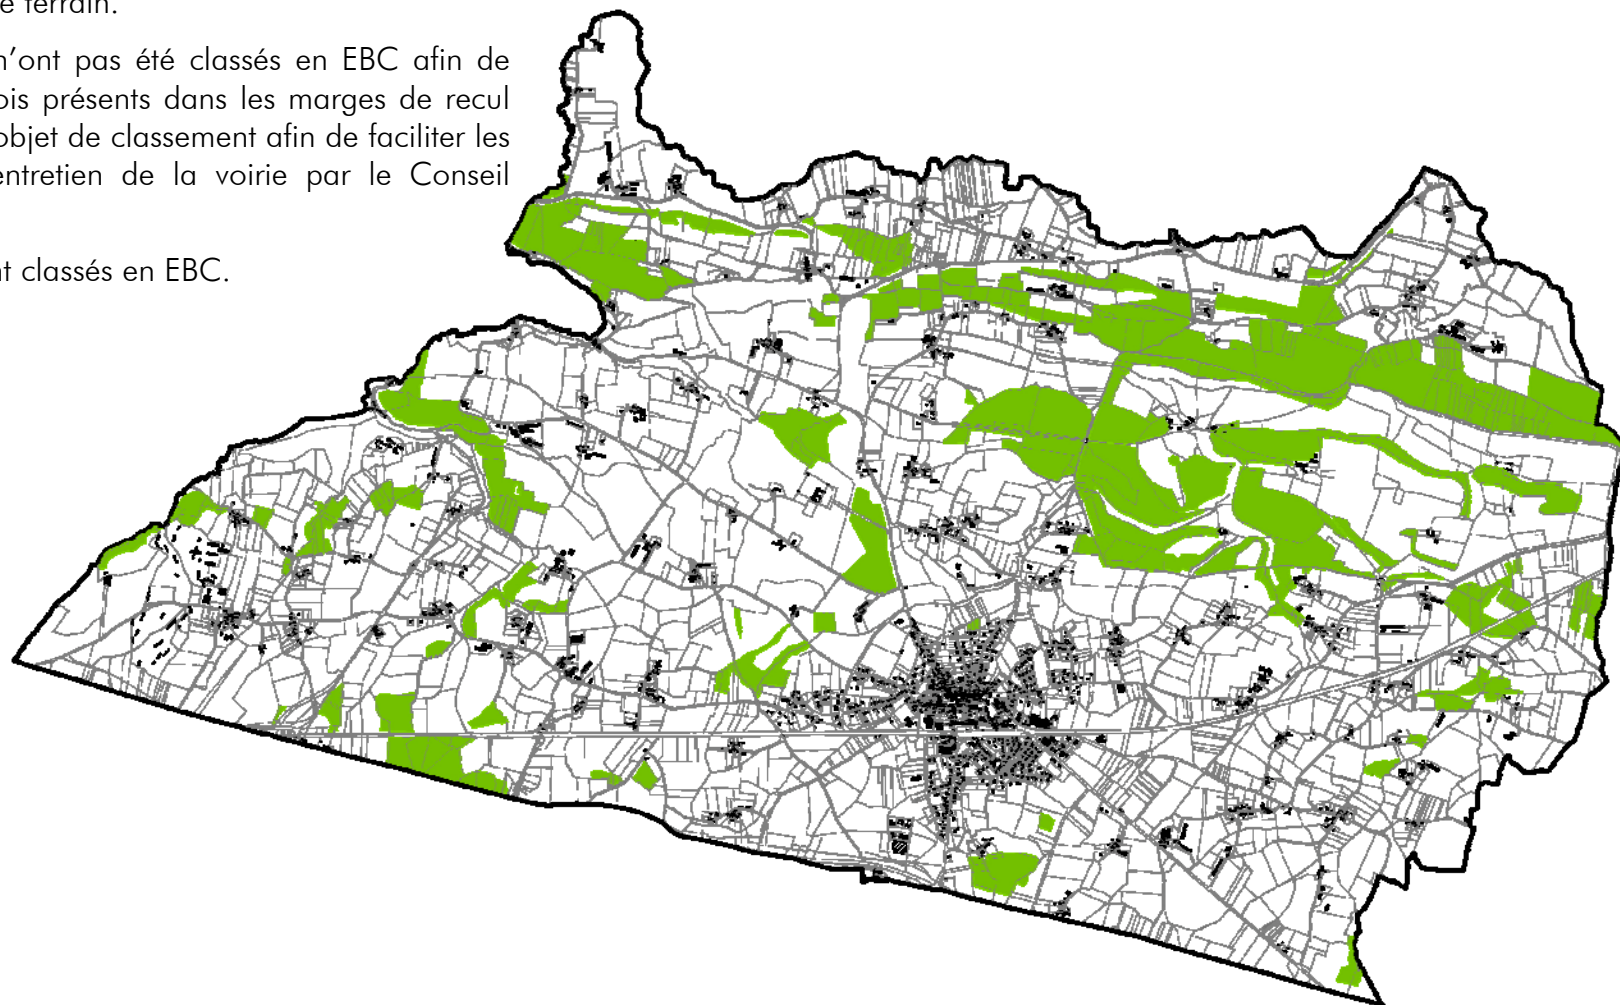 e terrain.
n'ont pas été classés en EBC afin de
ois présents dans les marges de recul
objet de classement afin de faciliter les
entretien de la voirie par le Conseil
nt classés en EBC.